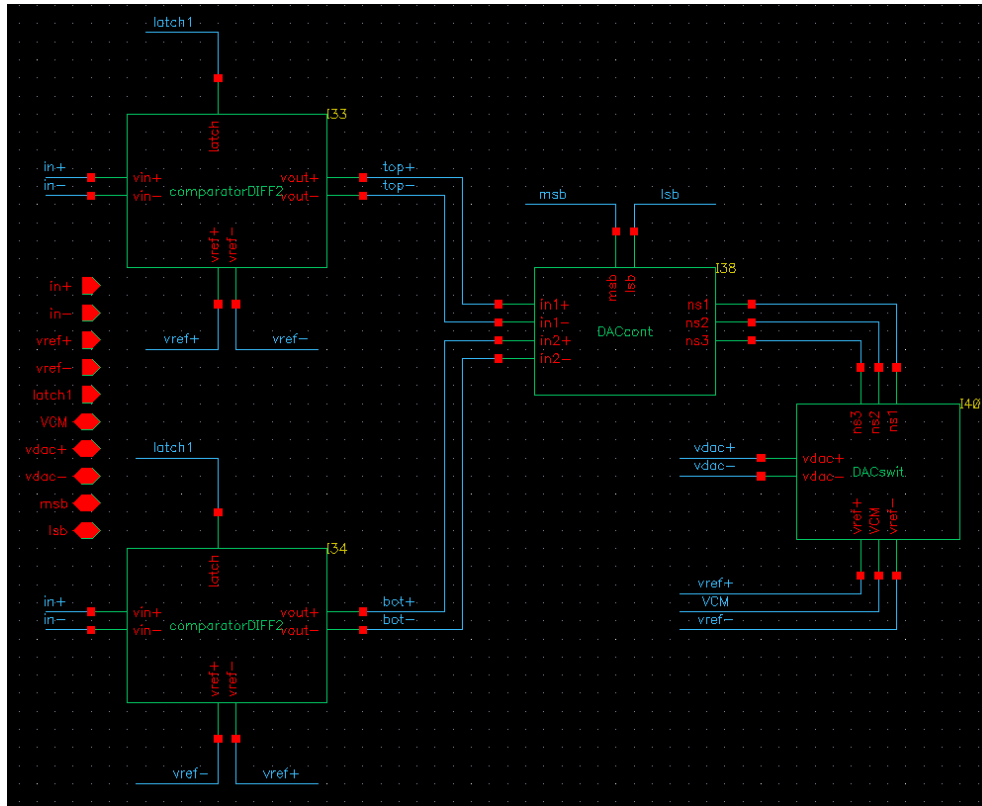 latch1
I33
latch
in+
in-
vin+
vin-
comparatorDIFF2
vout+
vout-
top+
top-
vref+
vref-
vref+
vref-
msb
lsb
I38
msb
lsb
in1+
in1-
in2+
in2-
DACcont
ns1
ns2
ns3
in+
in-
vref+
vref-
latch1
VCM
vdac+
vdac-
msb
lsb
I40
ns3
ns2
ns1
vdac+
vdac-
vdac+
vdac-
DACswit
vref+
VCM
vref-
vref+
VCM
vref-
latch1
I34
latch
in+
in-
vin+
vin-
comparatorDIFF2
vout+
vout-
bot+
bot-
vref+
vref-
vref-
vref+